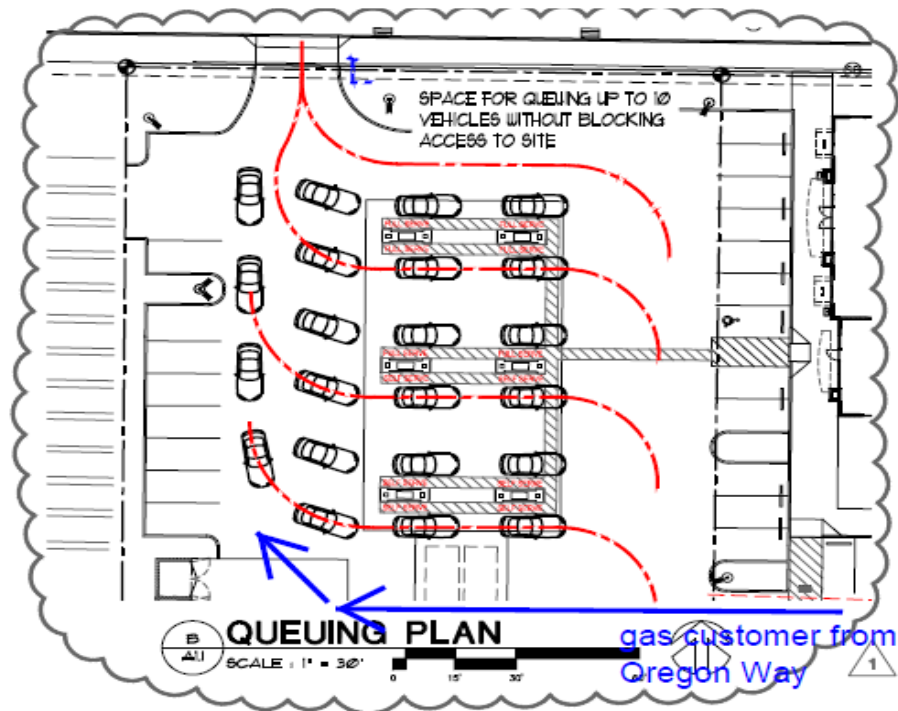 SPACE FOR QUEUING UP TO 10
VEHICLES WITHOUT BLOCKING
ACCESS TO SITE
B
A1.1
QUEUING PLAN
SCALE : 1" = 30'
0 15' 30'
gas customer from
Oregon Way
1